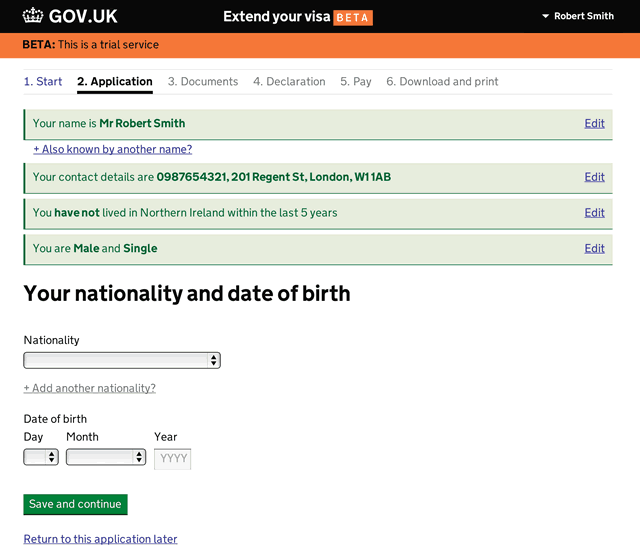 GOV.UK
Extend your visa BETA
Robert Smith
BETA: This is a trial service
1. Start 2. Application 3. Documents 4. Declaration 5. Pay 6. Download and print
Your name is Mr Robert Smith Edit
+ Also known by another name?
Your contact details are 0987654321, 201 Regent St, London, W1 1AB Edit
You have not lived in Northern Ireland within the last 5 years Edit
You are Male and Single Edit
Your nationality and date of birth
Nationality
+ Add another nationality?
Date of birth
Day Month Year
YYYY
Save and continue
Return to this application later